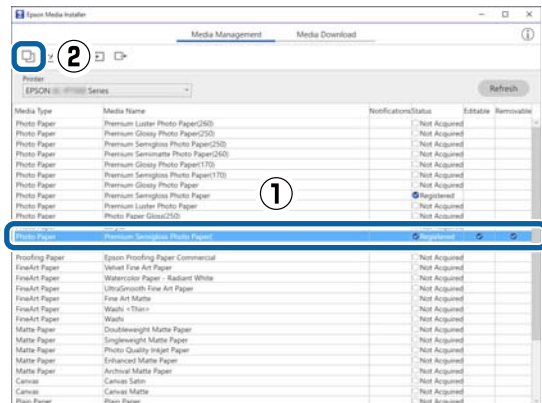 Epson Media Installer
Media Management Media Download
②
Printer
EPSON Series
Refresh
Media Type Media Name Notifications Status Editable Removable
Photo Paper Premium Luster Photo Paper(260) Not Acquired
Photo Paper Premium Glossy Photo Paper(250) Not Acquired
Photo Paper Premium Semigloss Photo Paper(250) Not Acquired
Photo Paper Premium Semimatte Photo Paper(260) Not Acquired
Photo Paper Premium Glossy Photo Paper(170) Not Acquired
Photo Paper Premium Semigloss Photo Paper(170) Not Acquired
Photo Paper Premium Glossy Photo Paper Not Acquired
Photo Paper Premium Semigloss Photo Paper Registered
Photo Paper Premium Luster Photo Paper Not Acquired
Photo Paper Photo Paper Gloss(250) Not Acquired
①
Photo Paper Premium Semigloss Photo Paper( Registered
Proofing Paper Epson Proofing Paper Commercial Not Acquired
FineArt Paper Velvet Fine Art Paper Not Acquired
FineArt Paper Watercolor Paper - Radiant White Not Acquired
FineArt Paper UltraSmooth Fine Art Paper Not Acquired
FineArt Paper Fine Art Matte Not Acquired
FineArt Paper Washi <Thin> Not Acquired
FineArt Paper Washi Not Acquired
Matte Paper Doubleweight Matte Paper Not Acquired
Matte Paper Singleweight Matte Paper Not Acquired
Matte Paper Photo Quality Inkjet Paper Not Acquired
Matte Paper Enhanced Matte Paper Not Acquired
Matte Paper Archival Matte Paper Not Acquired
Canvas Canvas Satin Not Acquired
Canvas Canvas Matte Not Acquired
Plain Paper Plain Paper Not Acquired